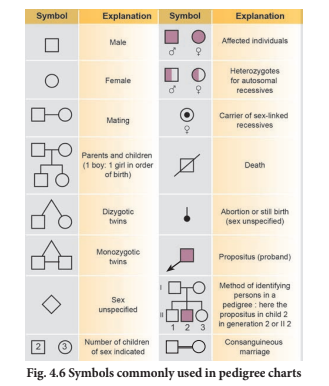 Symbol Explanation Symbol Explanation
Male
♂ ♀
Affected individuals
Female
♂ ♀
Heterozygotes
for autosomal
recessives
Mating
♀
Carrier of sex-linked
recessives
Parents and children
(1 boy: 1 girl in order
of birth)
Death
Dizygotic
twins
Abortion or still birth
(sex unspecified)
Monozygotic
twins
Propositus (proband)
Sex
unspecified
I
II
1 2 3
Method of identifying
persons in a
pedigree : here the
propositus in child 2
in generation 2 or II 2
2 3
Number of children
of sex indicated
Consanguineous
marriage
Fig. 4.6 Symbols commonly used in pedigree charts